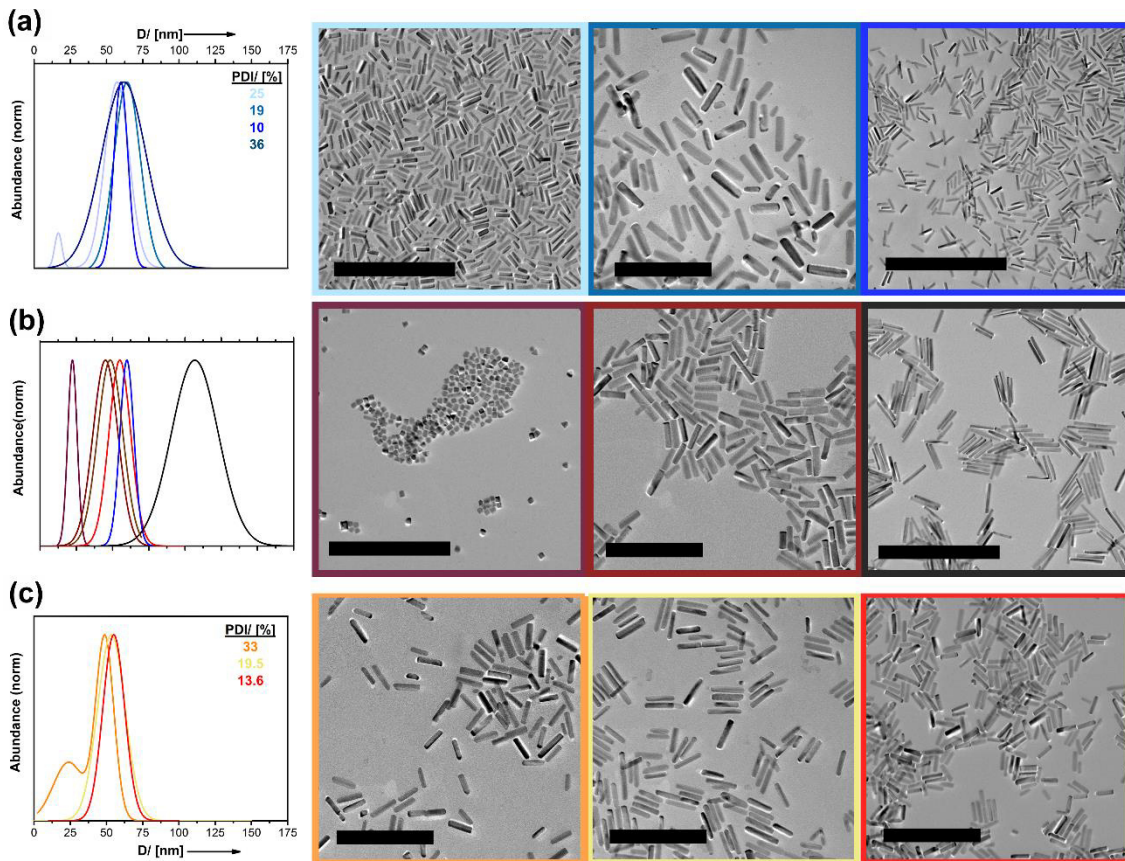 (a)
D/ [nm]
0 25 50 75 100 125 150 175
Abundance (norm)
PDI/ [%]
25
19
10
36
(b)
Abundance(norm)
(c)
Abundance (norm)
PDI/ [%]
33
19.5
13.6
0 25 50 75 100 125 150 175
D/ [nm]